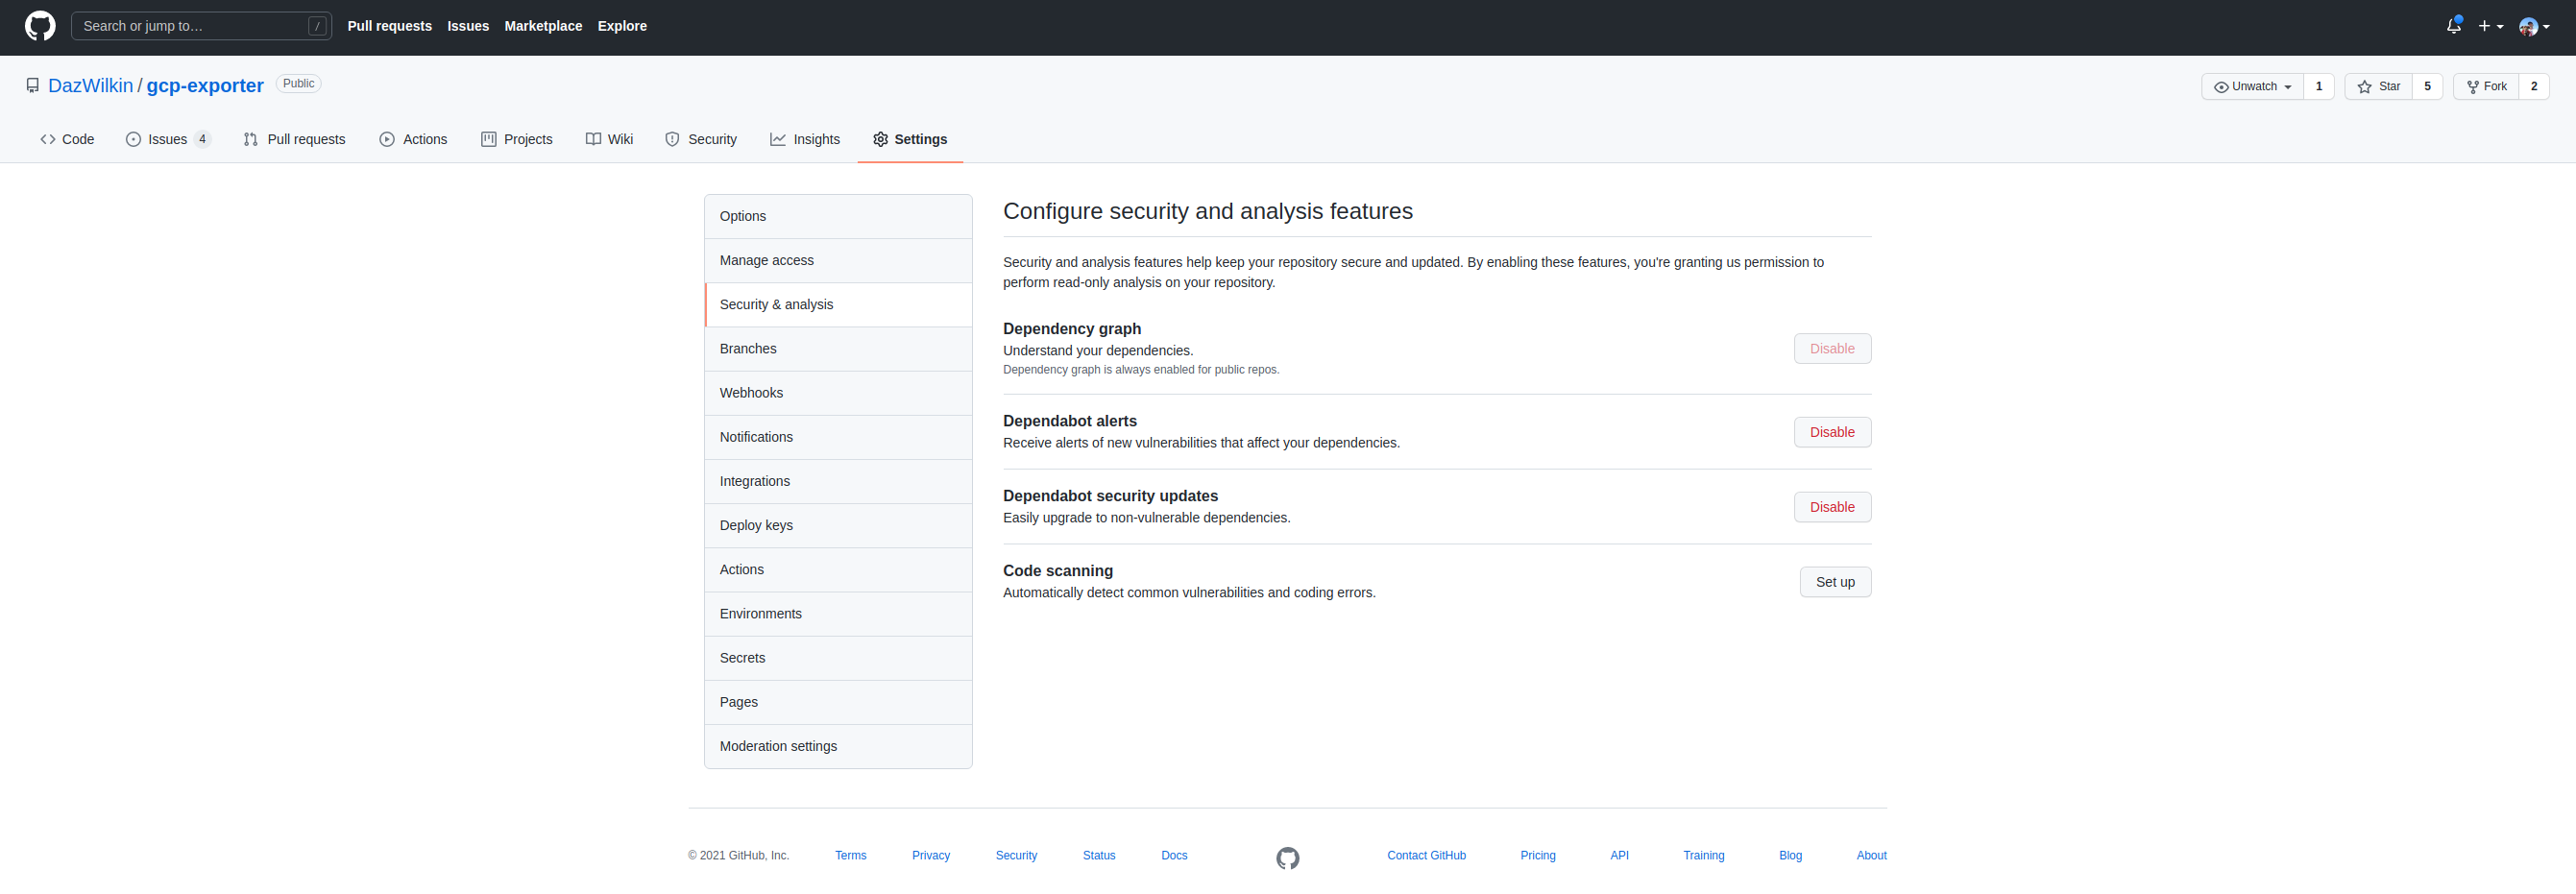 Search or jump to… /
Pull requests Issues Marketplace Explore
DazWilkin / gcp-exporter Public
Unwatch 1 Star 5 Fork 2
Code Issues 4 Pull requests Actions Projects Wiki Security Insights Settings
Options
Manage access
Security & analysis
Branches
Webhooks
Notifications
Integrations
Deploy keys
Actions
Environments
Secrets
Pages
Moderation settings
Configure security and analysis features
Security and analysis features help keep your repository secure and updated. By enabling these features, you're granting us permission to
perform read-only analysis on your repository.
Dependency graph
Understand your dependencies.
Dependency graph is always enabled for public repos.
Disable
Dependabot alerts
Receive alerts of new vulnerabilities that affect your dependencies.
Disable
Dependabot security updates
Easily upgrade to non-vulnerable dependencies.
Disable
Code scanning
Automatically detect common vulnerabilities and coding errors.
Set up
© 2021 GitHub, Inc. Terms Privacy Security Status Docs Contact GitHub Pricing API Training Blog About